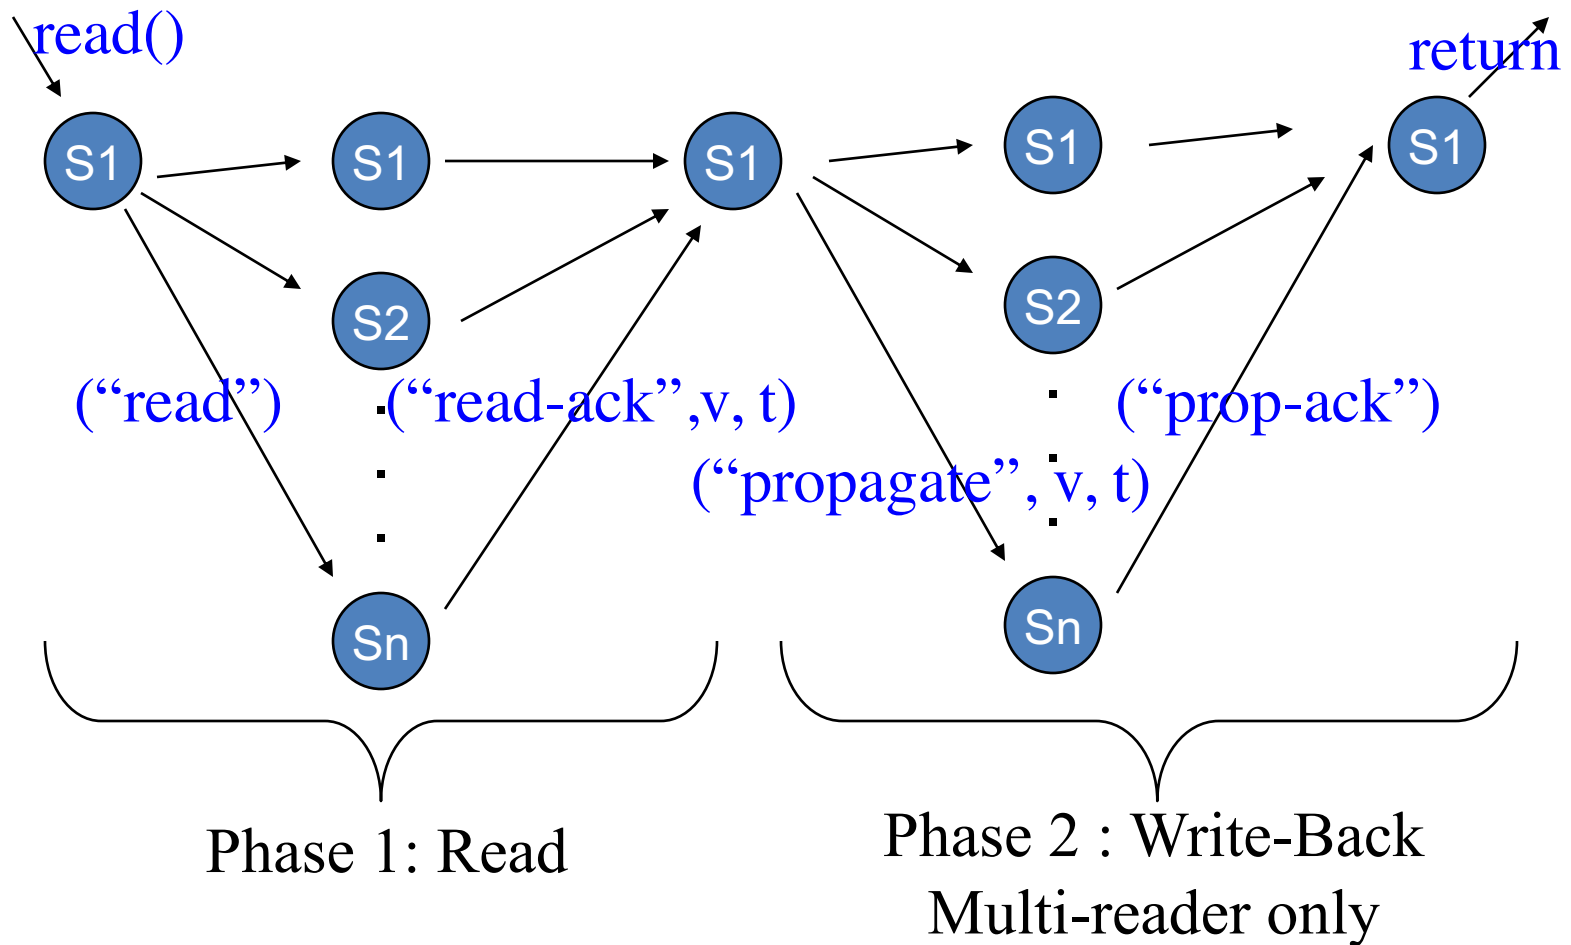 read()
return
S1
S1
S1
S1
S1
S2
S2
(“read”)
(“read-ack”,v, t)
(“prop-ack”)
(“propagate”, v, t)
Sn
Sn
Phase 1: Read
Phase 2 : Write-Back
Multi-reader only